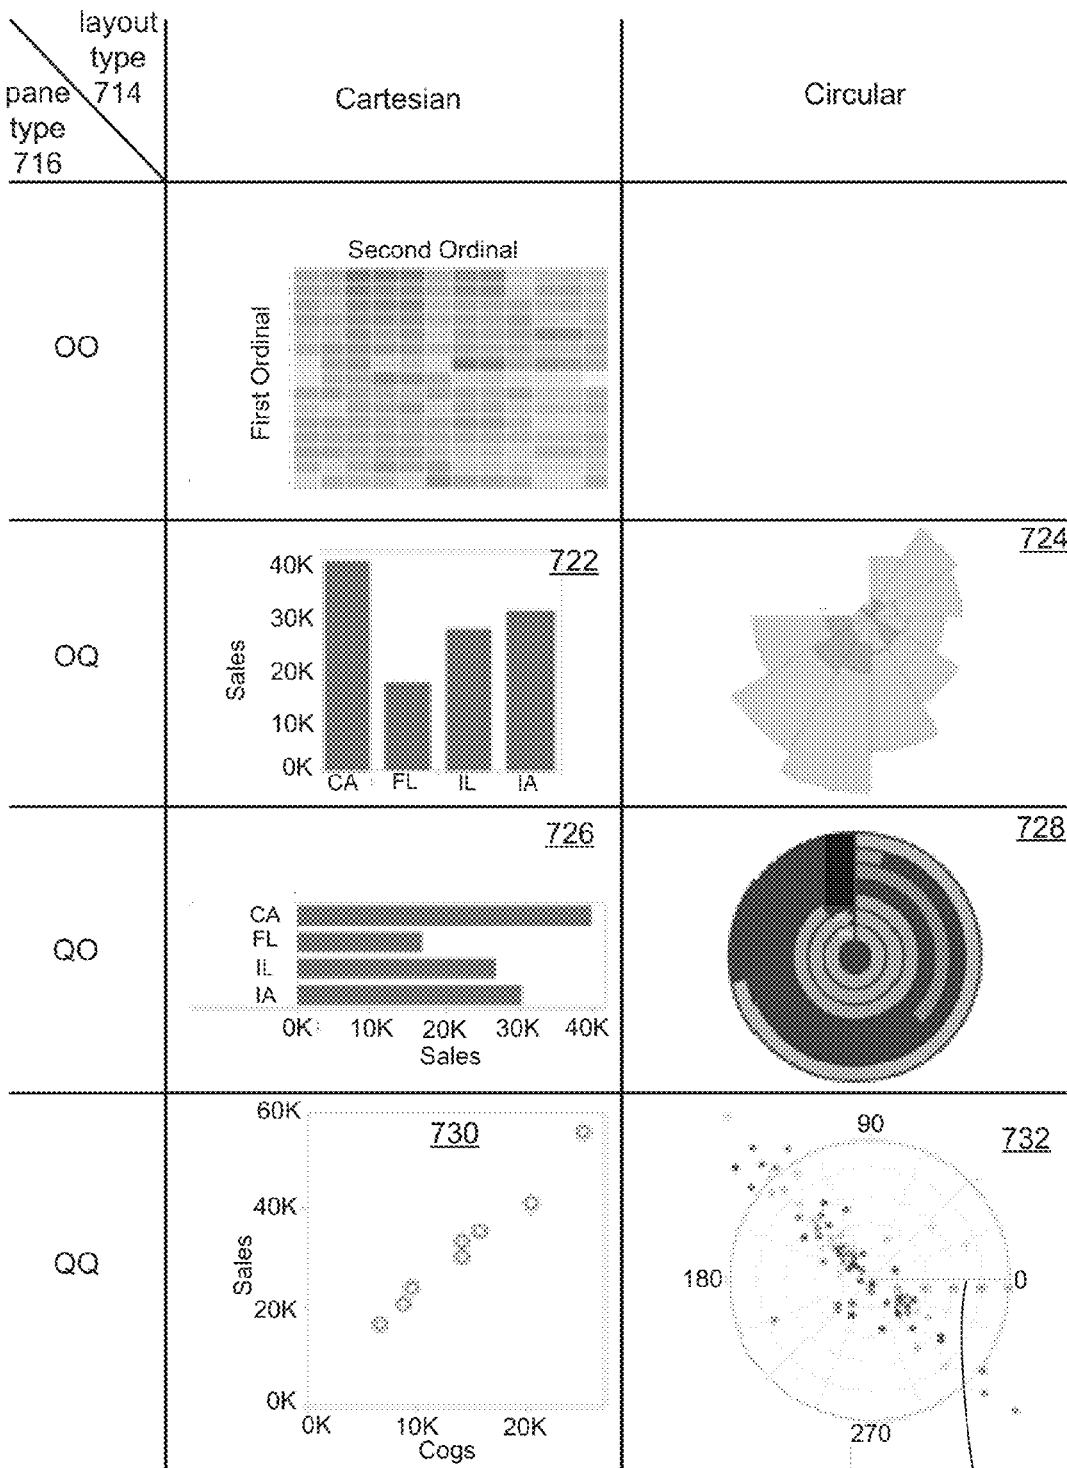 layout
type
714
pane
type
716
Cartesian
Circular
OO
Second Ordinal
First Ordinal
OQ
722
40K
30K
20K
10K
0K
Sales
CA FL IL IA
724
QO
726
CA
FL
IL
IA
0K 10K 20K 30K 40K
Sales
728
QQ
730
60K
40K
20K
0K
Sales
0K 10K 20K
Cogs
732
90
180
0
270